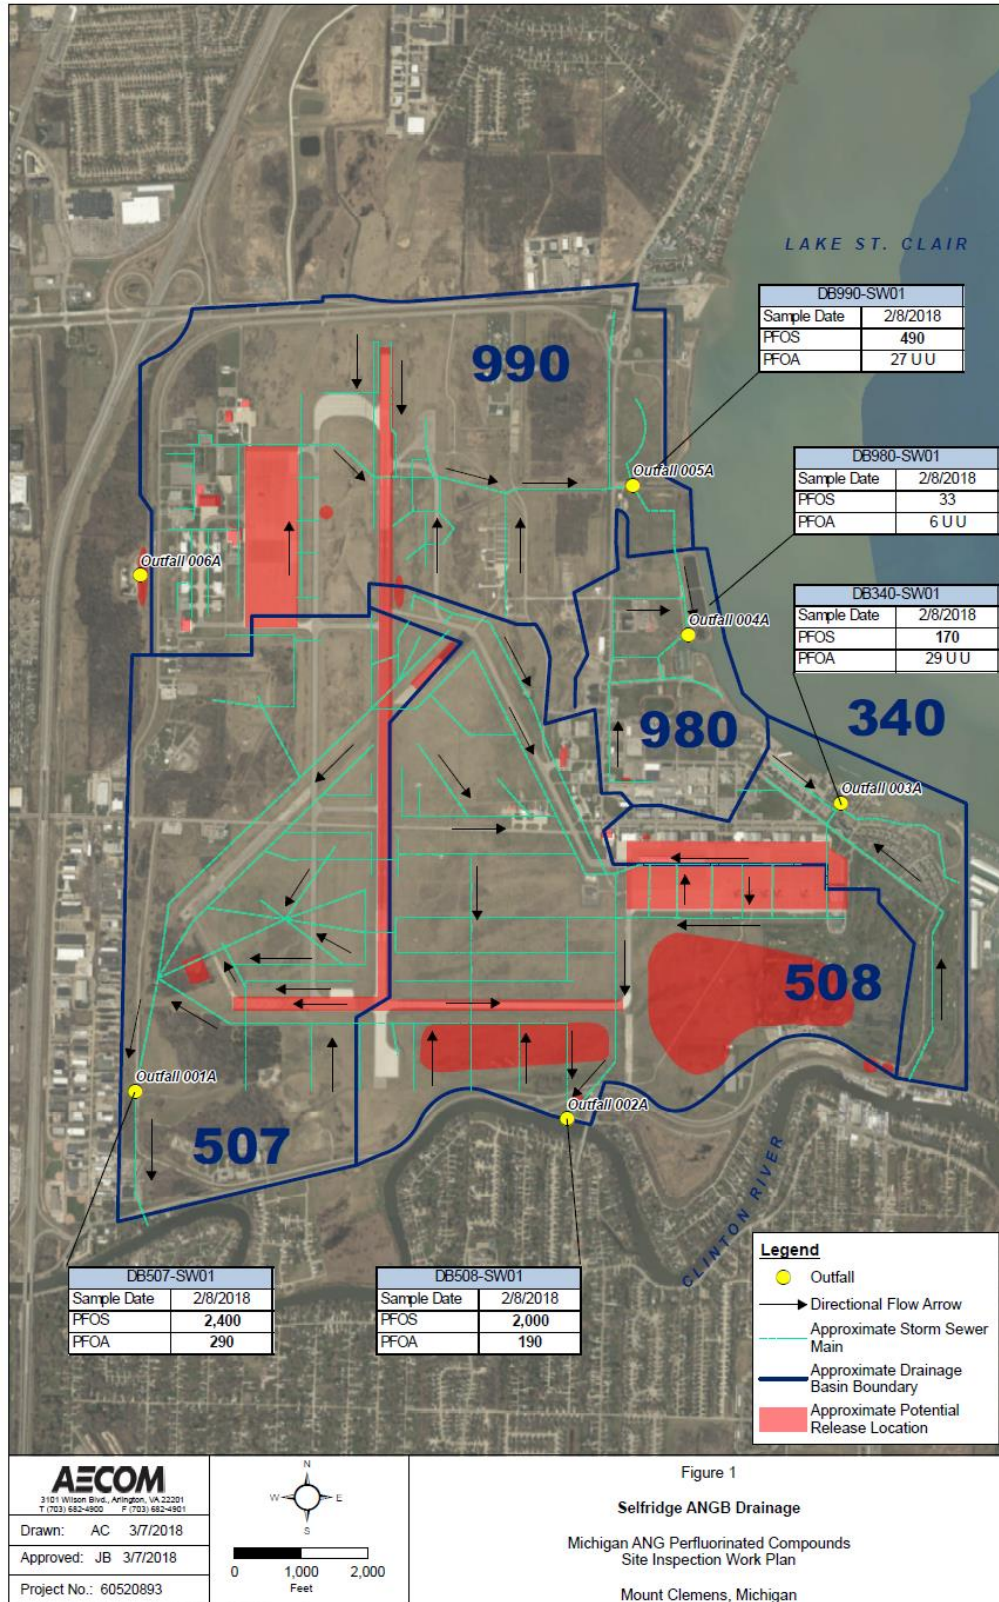 LAKE ST. CLAIR
DB990-SW01
Sample Date 2/8/2018
PFOS 490
PFOA 27 U U
990
Outfall 005A
DB980-SW01
Sample Date 2/8/2018
PFOS 33
PFOA 6 U U
Outfall 006A
DB340-SW01
Sample Date 2/8/2018
PFOS 170
PFOA 29 U U
Outfall 004A
980
340
Outfall 003A
508
Outfall 001A
Outfall 002A
507
CLINTON RIVER
DB507-SW01
Sample Date 2/8/2018
PFOS 2,400
PFOA 290
DB508-SW01
Sample Date 2/8/2018
PFOS 2,000
PFOA 190
Legend
Outfall
Directional Flow Arrow
Approximate Storm Sewer
Main
Approximate Drainage
Basin Boundary
Approximate Potential
Release Location
AECOM
3101 Wilson Blvd., Arlington, VA 22201
T (703) 682-4900 F (703) 682-4901
Drawn: AC 3/7/2018
Approved: JB 3/7/2018
Project No.: 60520893
N
W E
S
0 1,000 2,000
Feet
Figure 1
Selfridge ANGB Drainage
Michigan ANG Perfluorinated Compounds
Site Inspection Work Plan
Mount Clemens, Michigan